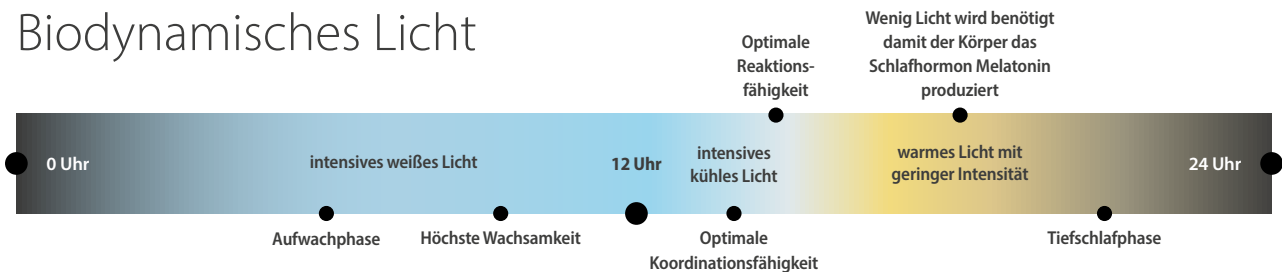 Biodynamisches Licht
Optimale
Reaktions-
fähigkeit
Wenig Licht wird benötigt
damit der Körper das
Schlafhormon Melatonin
produziert
0 Uhr
intensives weißes Licht
12 Uhr
intensives
kühles Licht
warmes Licht mit
geringer Intensität
24 Uhr
Aufwachphase
Höchste Wachsamkeit
Optimale
Koordinationsfähigkeit
Tiefschlafphase